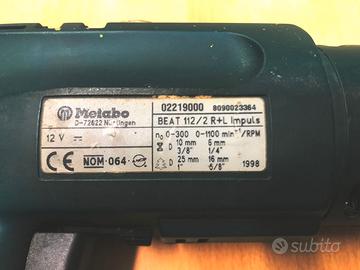 Metabo
D-72622 Nürtingen
12 V
CE
NOM-064-
02219000 8090023364
BEAT 112/2 R+L Impuls
n₀ 0-300 0-1100 min⁻¹/RPM
D 10 mm 6 mm
3/8" 1/4"
D 25 mm 16 mm
1" 5/8" 1998
subito